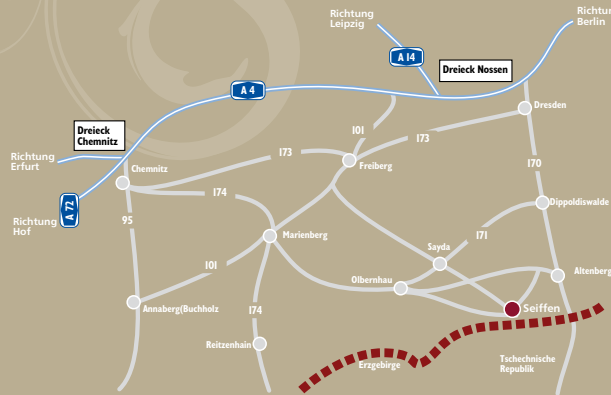 Richtung
Leipzig
Richtu
Berlin
A 14
Dreieck Nossen
A 4
Dresden
Dreieck
Chemnitz
101
173
173
Richtung
Erfurt
Chemnitz
Freiberg
170
174
A 72
95
Dippoldiswalde
Richtung
Hof
Marienberg
171
Sayda
101
Olbernhau
Altenberg
Annaberg(Buchholz
174
Seiffen
Reitzenhain
Erzgebirge
Tschechnische
Republik